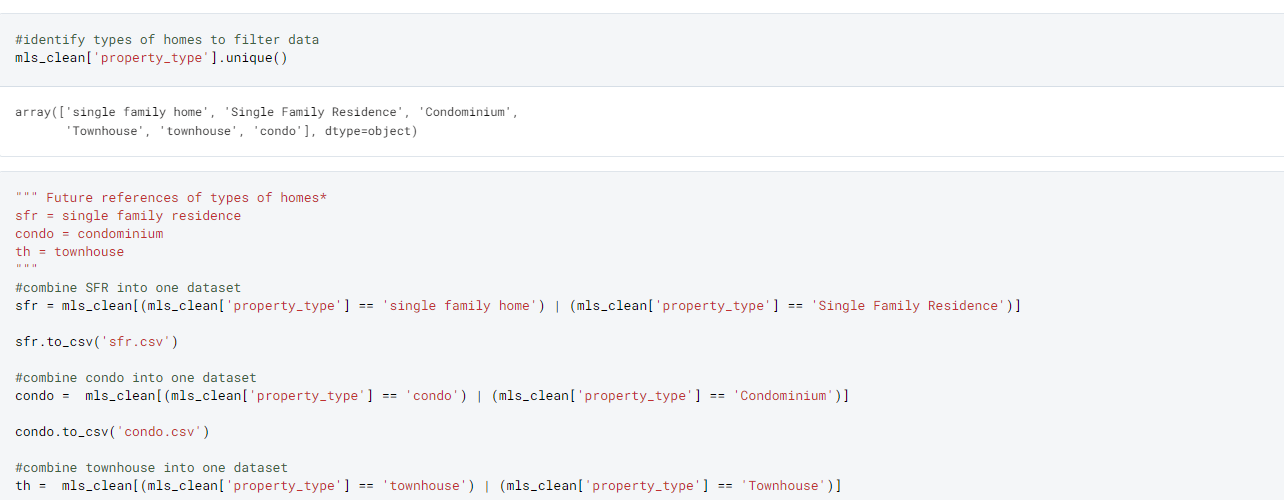 #identify types of homes to filter data
mls_clean['property_type'].unique()
array(['single family home', 'Single Family Residence', 'Condominium',
'Townhouse', 'townhouse', 'condo'], dtype=object)
""" Future references of types of homes*
sfr = single family residence
condo = condominium
th = townhouse
"""
#combine SFR into one dataset
sfr = mls_clean[(mls_clean['property_type'] == 'single family home') | (mls_clean['property_type'] == 'Single Family Residence')]
sfr.to_csv('sfr.csv')
#combine condo into one dataset
condo =  mls_clean[(mls_clean['property_type'] == 'condo') | (mls_clean['property_type'] == 'Condominium')]
condo.to_csv('condo.csv')
#combine townhouse into one dataset
th =  mls_clean[(mls_clean['property_type'] == 'townhouse') | (mls_clean['property_type'] == 'Townhouse')]